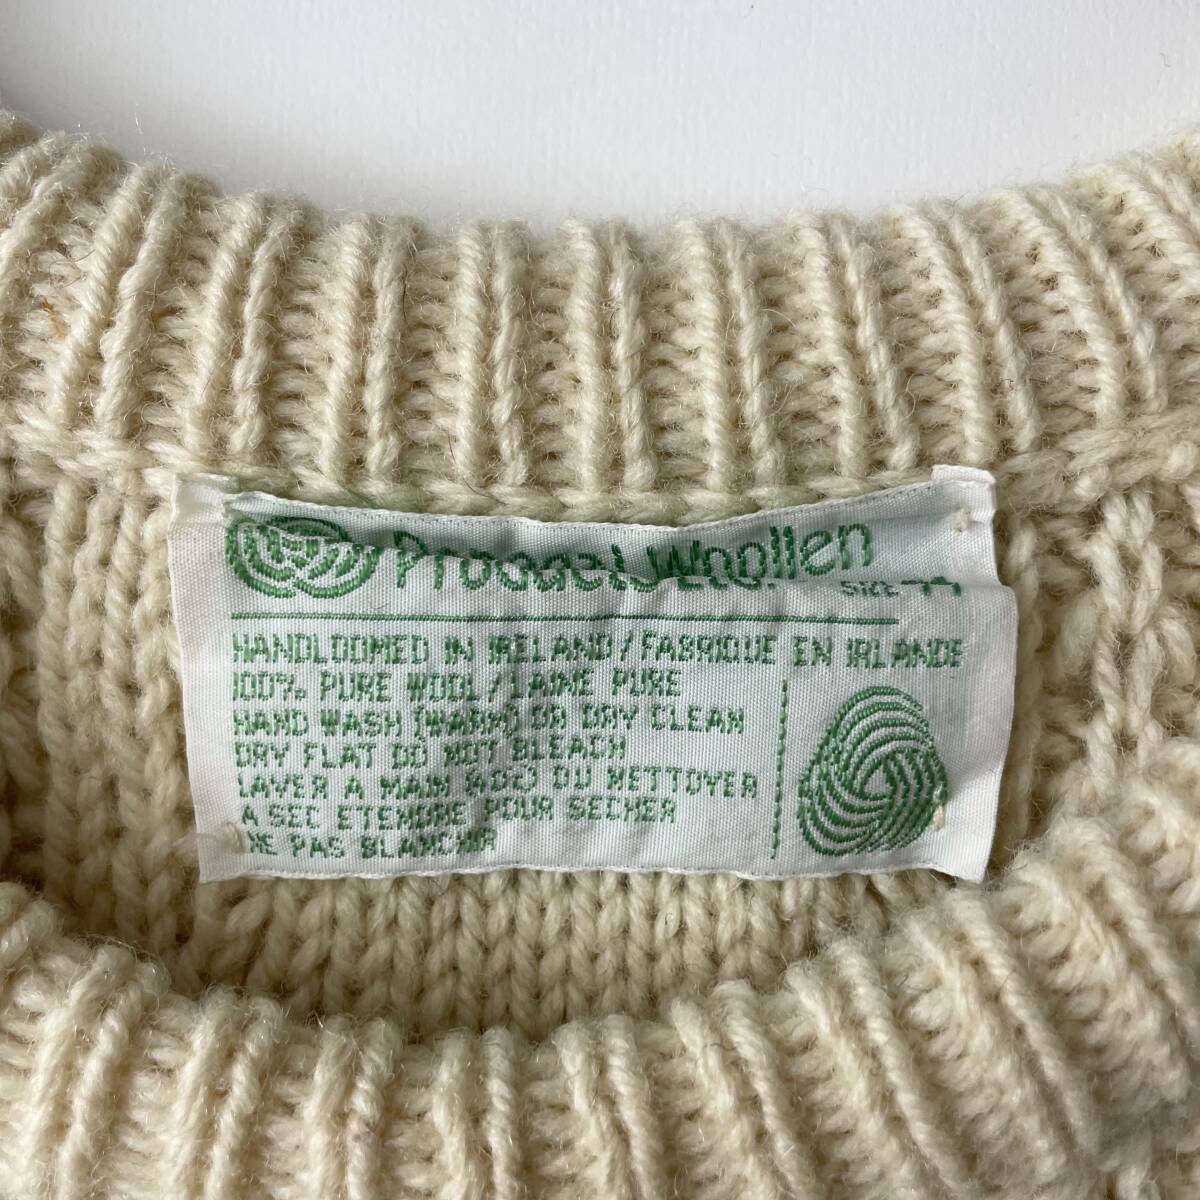 Woollen
SIZE
HANDLOOMED IN IRELAND/FABRIQUE EN IRLANDE
100% PURE WOOL/LAINE PURE
HAND WASH (WARM) OR DRY CLEAN
DRY FLAT DO NOT BLEACH
LAVER A MAIN OU NETTOYER
A SEC ETENDRE POUR SECHER
NE PAS BLANCHIR